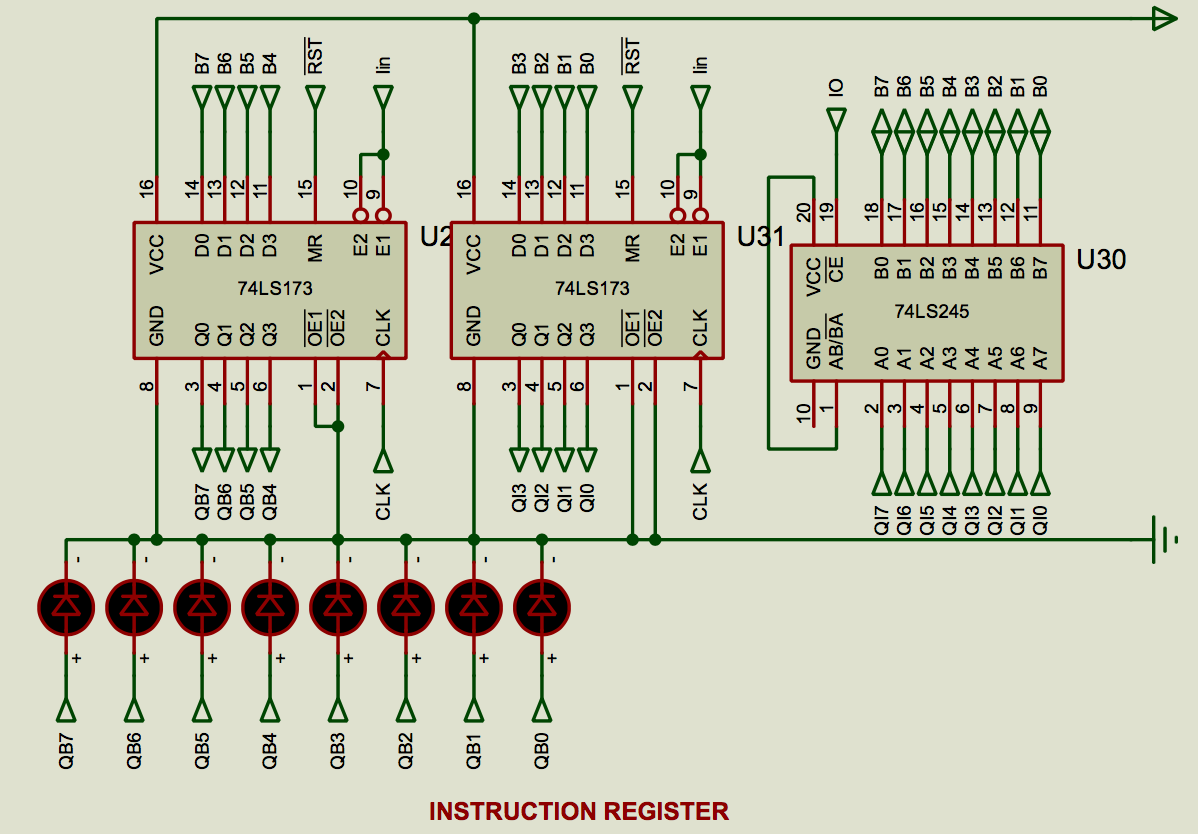 B7 B6 B5 B4 RST Iin B3 B2 B1 B0 RST Iin
IO B7 B6 B5 B4 B3 B2 B1 B0
16 14 13 12 11 15 10 9 16 14 13 12 11 15 10 9
20 19 18 17 16 15 14 13 12 11
VCC D0 D1 D2 D3 MR E2 E1 U2 VCC D0 D1 D2 D3 MR E2 E1 U31
VCC CE B0 B1 B2 B3 B4 B5 B6 B7 U30
74LS173 74LS173
74LS245
GND Q0 Q1 Q2 Q3 OE1 OE2 CLK GND Q0 Q1 Q2 Q3 OE1 OE2 CLK
GND AB/BA A0 A1 A2 A3 A4 A5 A6 A7
8 3 4 5 6 1 2 7 8 3 4 5 6 1 2 7
10 1 2 3 4 5 6 7 8 9
QB7 QB6 QB5 QB4 CLK QI3 QI2 QI1 QI0 CLK
QI7 QI6 QI5 QI4 QI3 QI2 QI1 QI0
- - - - - - - -
+ + + + + + + +
QB7 QB6 QB5 QB4 QB3 QB2 QB1 QB0
INSTRUCTION REGISTER